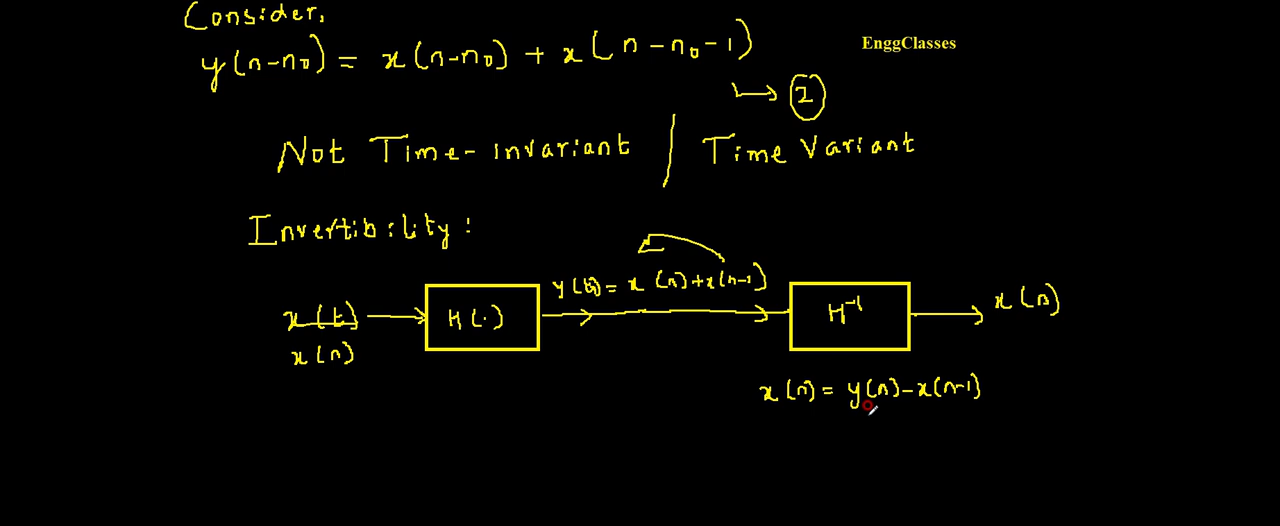 Consider,
y(n-n₀) = x(n-n₀) + x(n-n₀-1)
EnggClasses
→ 2
Not Time-invariant / Time Variant
Invertibility:
y(n) = x(n)+x(n-1)
x(t) → H(.) → H⁻¹ → x(n)
x(n)
x(n) = y(n)-x(n-1)